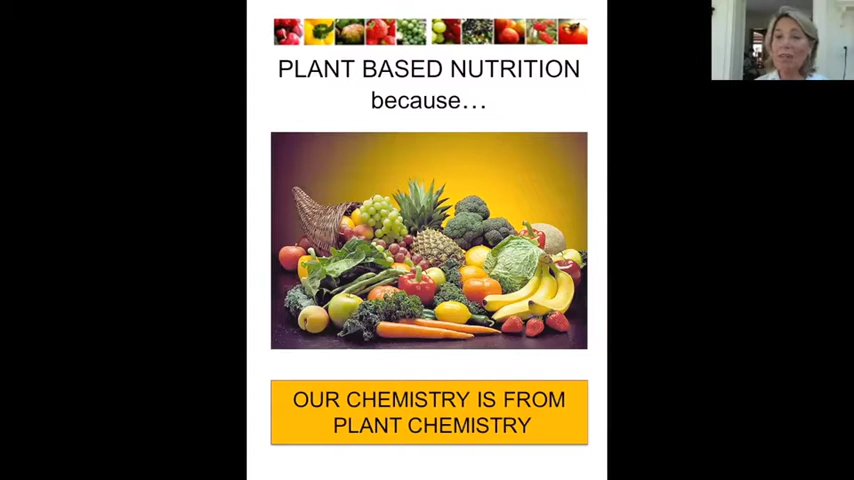 PLANT BASED NUTRITION
because…
OUR CHEMISTRY IS FROM
PLANT CHEMISTRY